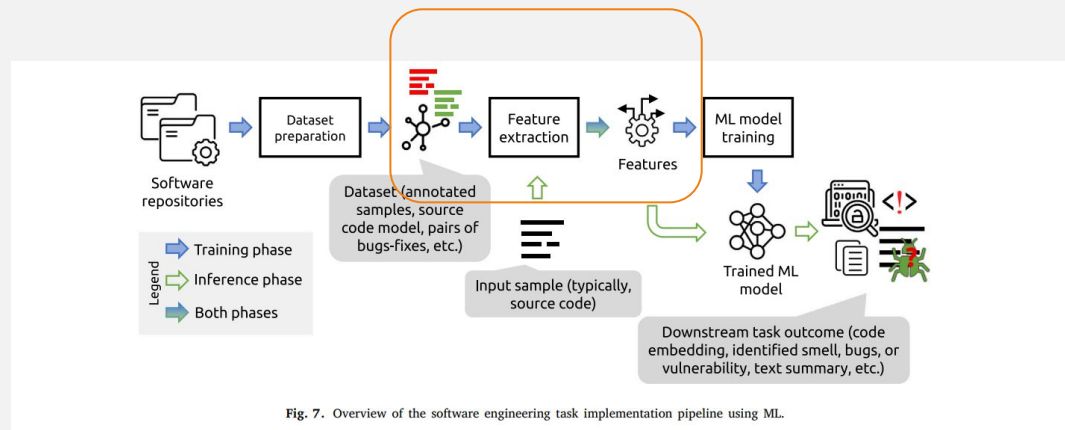 Software
repositories
Dataset
preparation
Dataset (annotated
samples, source
code model, pairs of
bugs-fixes, etc.)
Feature
extraction
Input sample (typically,
source code)
Features
ML model
training
Trained ML
model
<!>
?
Downstream task outcome (code
embedding, identified smell, bugs, or
vulnerability, text summary, etc.)
Legend
Training phase
Inference phase
Both phases
Fig. 7. Overview of the software engineering task implementation pipeline using ML.